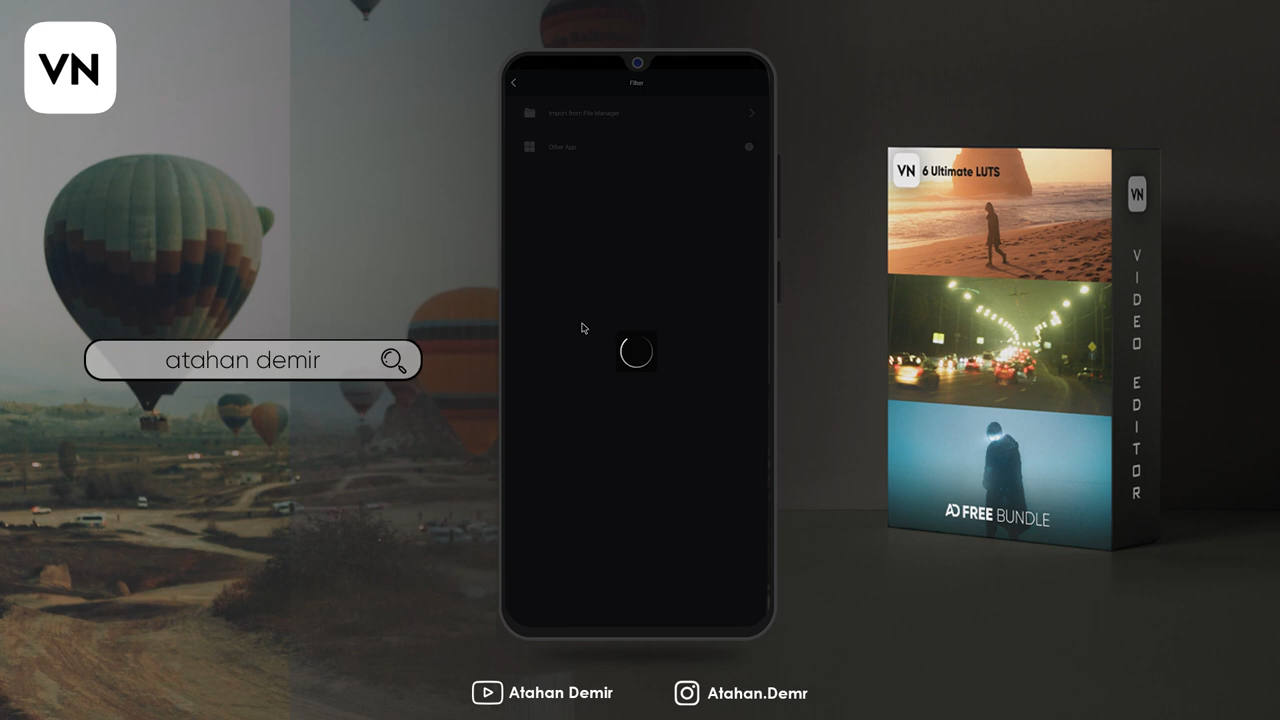 VN
Filter
Import from File Manager
Other App
atahan demir
VN 6 Ultimate LUTS
AD FREE BUNDLE
VN
VIDEO EDITOR
Atahan Demir
Atahan.Demr